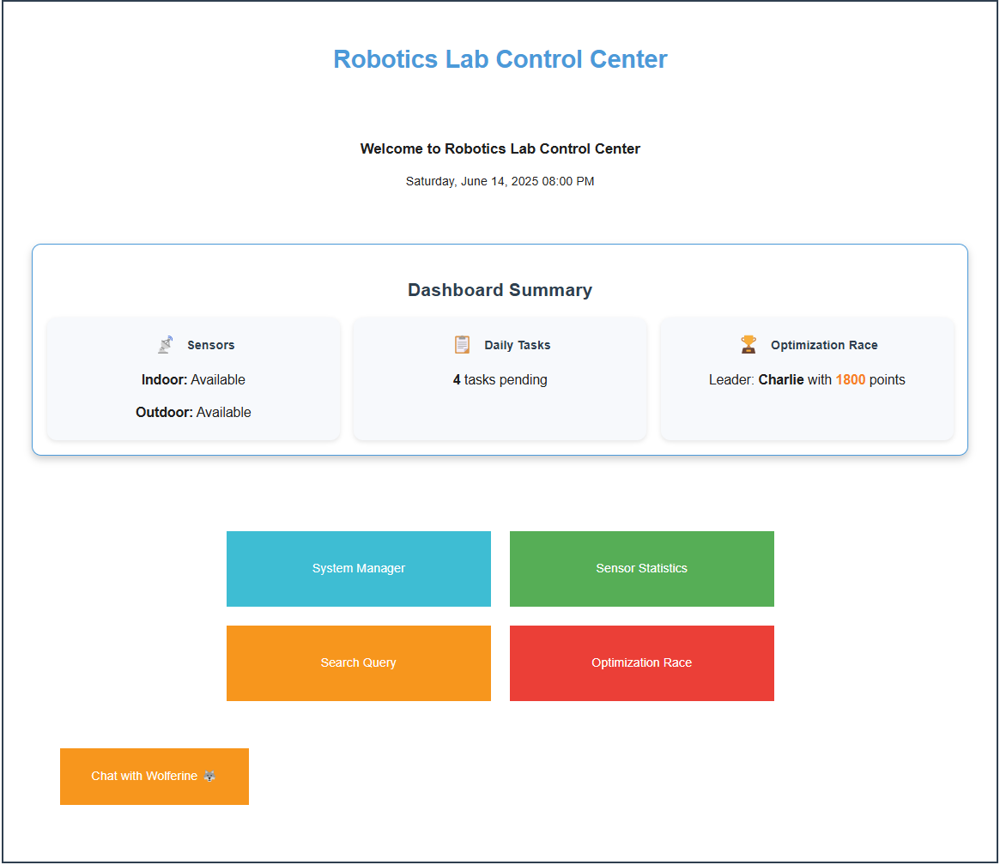 Robotics Lab Control Center
Welcome to Robotics Lab Control Center
Saturday, June 14, 2025 08:00 PM
Dashboard Summary
Sensors
Indoor: Available
Outdoor: Available
Daily Tasks
4 tasks pending
Optimization Race
Leader: Charlie with 1800 points
System Manager
Sensor Statistics
Search Query
Optimization Race
Chat with Wolferine 🐺